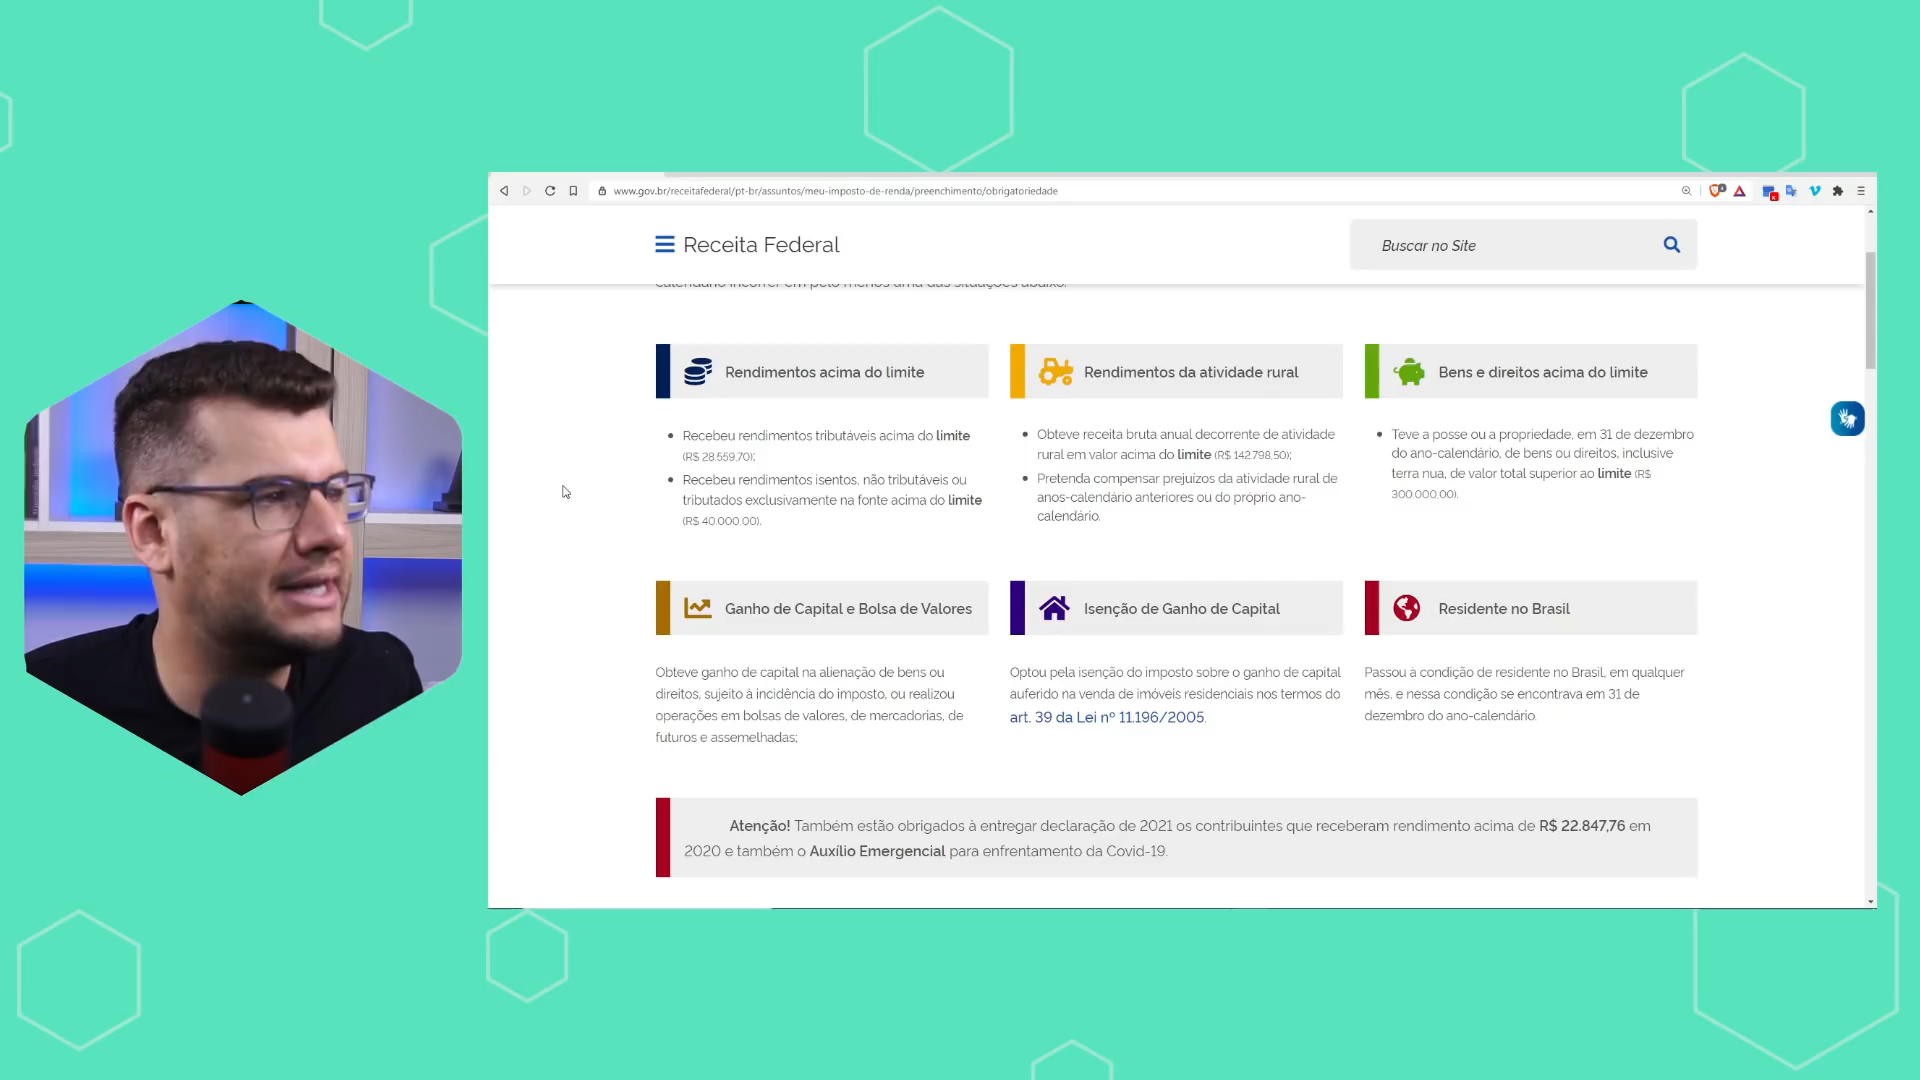 www.gov.br/receitafederal/pt-br/assuntos/meu-imposto-de-renda/preenchimento/obrigatoriedade
Receita Federal
Buscar no Site
Calendário incorrer em pelo menos uma das situações abaixo:
Rendimentos acima do limite
Recebeu rendimentos tributáveis acima do limite
(R$ 28.559,70);
Recebeu rendimentos isentos, não tributáveis ou
tributados exclusivamente na fonte acima do limite
(R$ 40.000,00).
Rendimentos da atividade rural
Obteve receita bruta anual decorrente de atividade
rural em valor acima do limite (R$ 142.798,50);
Pretenda compensar prejuízos da atividade rural de
anos-calendário anteriores ou do próprio ano-
calendário.
Bens e direitos acima do limite
Teve a posse ou a propriedade, em 31 de dezembro
do ano-calendário, de bens ou direitos, inclusive
terra nua, de valor total superior ao limite (R$
300.000,00).
Ganho de Capital e Bolsa de Valores
Obteve ganho de capital na alienação de bens ou
direitos, sujeito à incidência do imposto, ou realizou
operações em bolsas de valores, de mercadorias, de
futuros e assemelhadas;
Isenção de Ganho de Capital
Optou pela isenção do imposto sobre o ganho de capital
auferido na venda de imóveis residenciais nos termos do
art. 39 da Lei nº 11.196/2005.
Residente no Brasil
Passou à condição de residente no Brasil, em qualquer
mês, e nessa condição se encontrava em 31 de
dezembro do ano-calendário.
Atenção! Também estão obrigados à entregar declaração de 2021 os contribuintes que receberam rendimento acima de R$ 22.847,76 em
2020 e também o Auxílio Emergencial para enfrentamento da Covid-19.